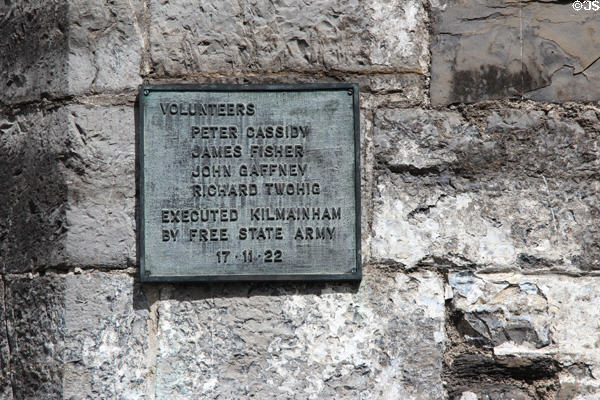 ©JS
VOLUNTEERS
PETER CASSIDY
JAMES FISHER
JOHN GAFFNEY
RICHARD TWOHIG
EXECUTED KILMAINHAM
BY FREE STATE ARMY
17·11·22